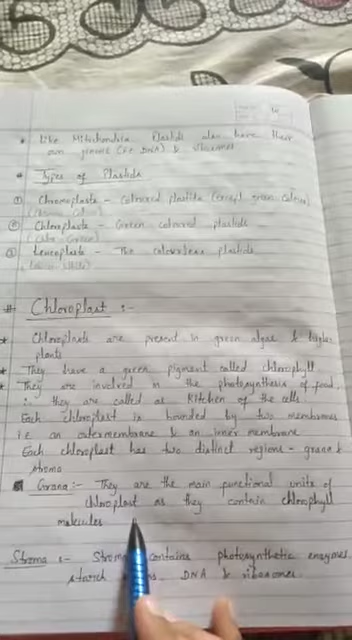 * Like Mitochondria Plastids also have their
own genome (i.e DNA) & ribosomes
* Types of Plastids
① Chromoplasts - Coloured plastids (except green colour)
② Chloroplasts - Green coloured plastids
③ Leucoplasts - The colourless plastids
# Chloroplast :-
* Chloroplasts are present in green algae & higher
plants
* They have a green pigment called chlorophyll
* They are involved in the photosynthesis of food,
∴ they are called as Kitchen of the cells.
Each chloroplast is bounded by two membranes
i.e an outermembrane & an inner membrane
Each chloroplast has two distinct regions - grana &
stroma
Grana:- They are the main functional units of
chloroplast as they contain chlorophyll
molecules
Stroma :- Stroma contains photosynthetic enzymes
starch DNA & ribosomes.